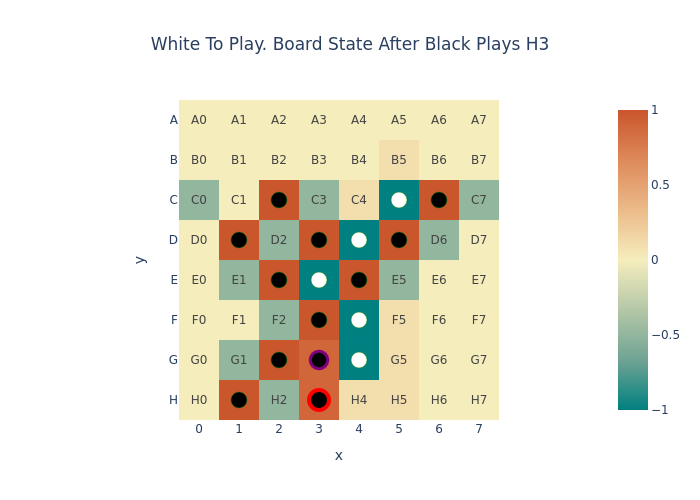 White To Play. Board State After Black Plays H3
A A0 A1 A2 A3 A4 A5 A6 A7
B B0 B1 B2 B3 B4 B5 B6 B7
C C0 C1 C3 C4 C7
D D0 D2 D6 D7
E E0 E1 E5 E6 E7
F F0 F1 F2 F5 F6 F7
G G0 G1 G5 G6 G7
H H0 H2 H4 H5 H6 H7
0 1 2 3 4 5 6 7
x
y
1
0.5
0
−0.5
−1